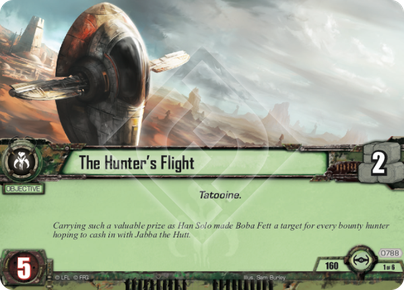 The Hunter's Flight
2
OBJECTIVE
Tatooine.
Carrying such a valuable prize as Han Solo made Boba Fett a target for every bounty hunter
hoping to cash in with Jabba the Hutt.
0788
5
© LFL © FFG
Illus. Sam Burley
160
1 of 6